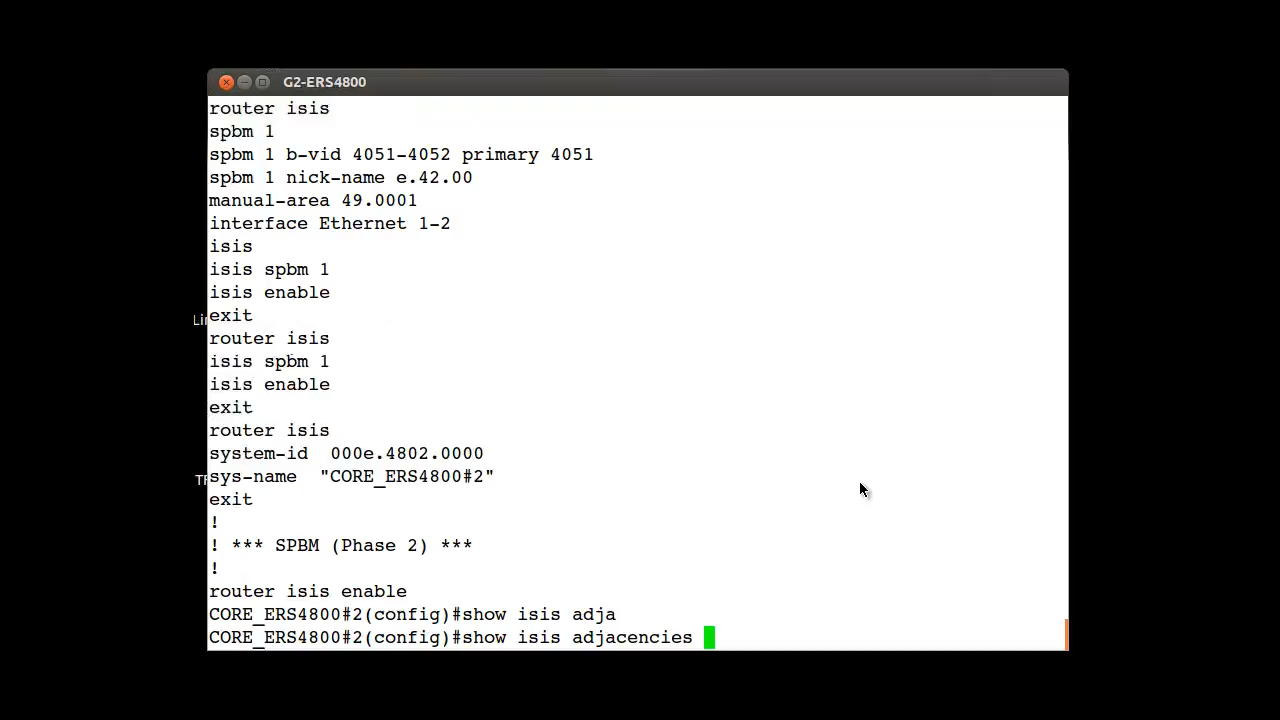 G2-ERS4800
router isis
spbm 1
spbm 1 b-vid 4051-4052 primary 4051
spbm 1 nick-name e.42.00
manual-area 49.0001
interface Ethernet 1-2
isis
isis spbm 1
isis enable
exit
router isis
isis spbm 1
isis enable
exit
router isis
system-id  000e.4802.0000
sys-name  "CORE_ERS4800#2"
exit
!
! *** SPBM (Phase 2) ***
!
router isis enable
CORE_ERS4800#2(config)#show isis adja
CORE_ERS4800#2(config)#show isis adjacencies